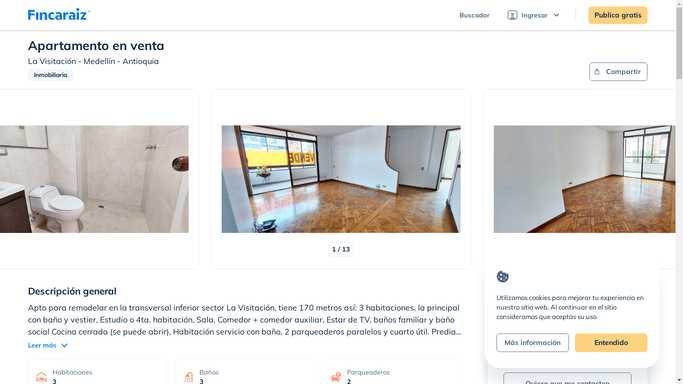 Fincaraiz
Buscador
Ingresar
Publica gratis
Apartamento en venta
La Visitación - Medellín - Antioquia
Inmobiliaria
Compartir
VENDE
1 / 13
Descripción general
Apto para remodelar en la transversal inferior sector La Visitación, tiene 170 metros así: 3 habitaciones, la principal
con baño y vestier, Estudio o 4ta. habitación, Sala, Comedor + comedor auxiliar, Estar de TV, baños familiar y baño
social Cocina cerrada (se puede abrir), Habitación servicio con baño, 2 parqueaderos paralelos y cuarto útil. Predia...
Leer más
Habitaciones
3
Baños
3
Parqueaderos
2
Utilizamos cookies para mejorar tu experiencia en
nuestro sitio web. Al continuar en el sitio
consideramos que aceptas su uso.
Más información
Entendido
Quiero que me contacten